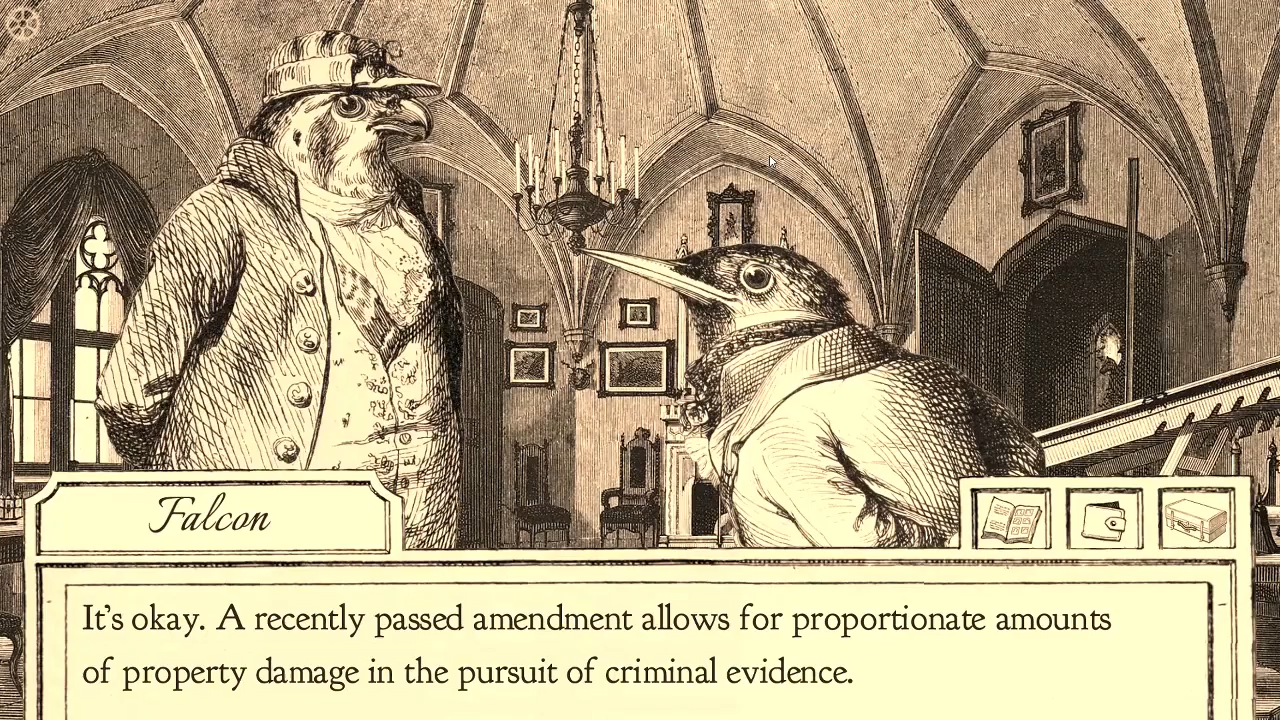 Falcon
It's okay. A recently passed amendment allows for proportionate amounts
of property damage in the pursuit of criminal evidence.